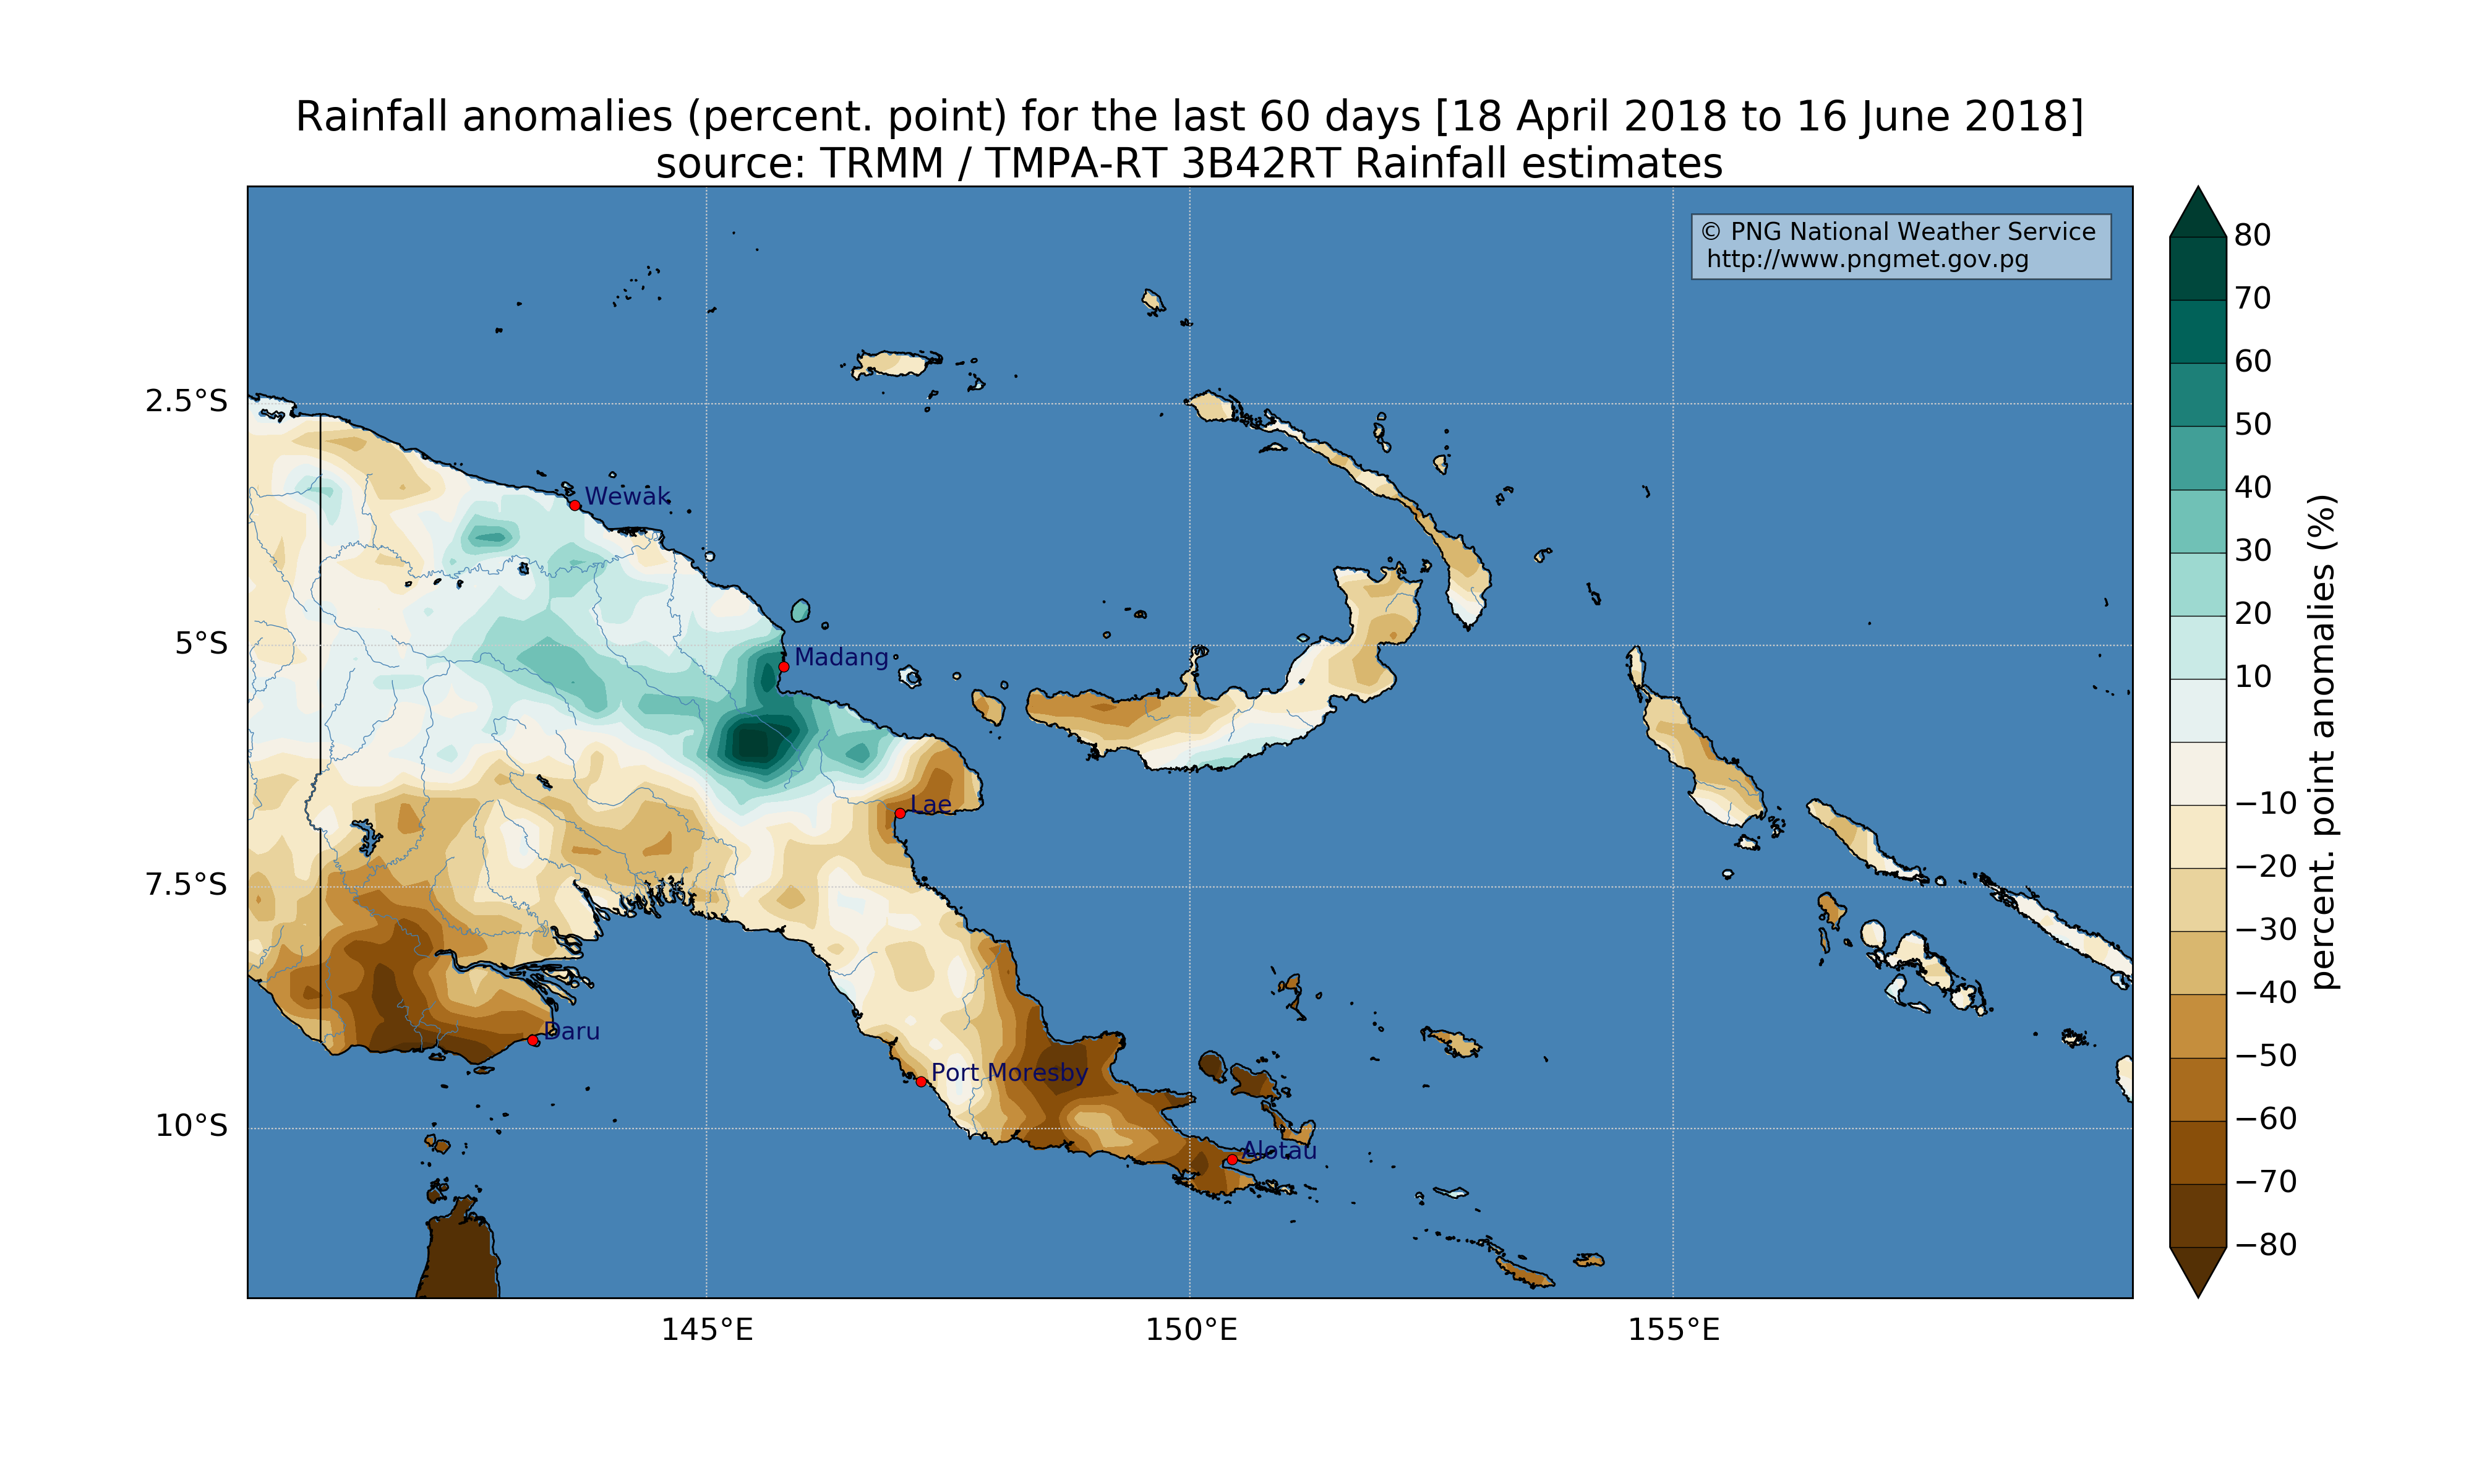 Rainfall anomalies (percent. point) for the last 60 days [18 April 2018 to 16 June 2018]
source: TRMM / TMPA-RT 3B42RT Rainfall estimates
© PNG National Weather Service
http://www.pngmet.gov.pg
2.5°S
5°S
7.5°S
10°S
Wewak
Madang
Lae
Daru
Port Moresby
Alotau
145°E
150°E
155°E
80
70
60
50
40
30
20
10
−10
−20
−30
−40
−50
−60
−70
−80
percent. point anomalies (%)